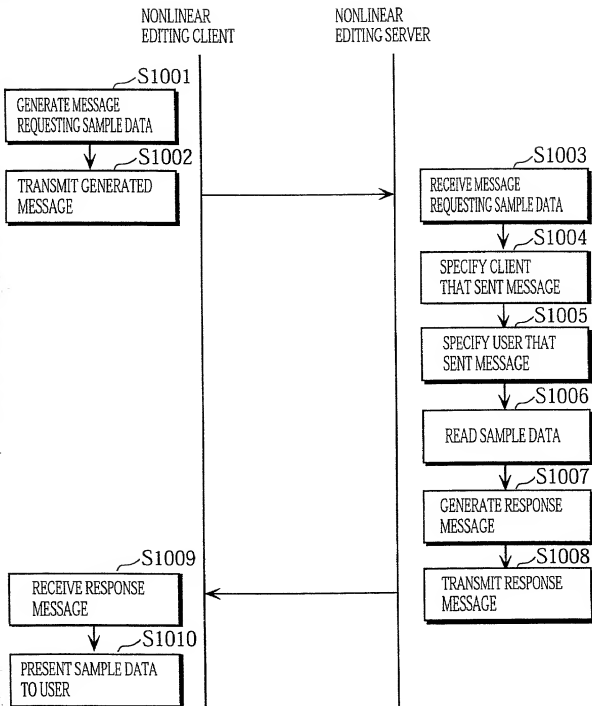 NONLINEAR
EDITING CLIENT
NONLINEAR
EDITING SERVER
S1001
GENERATE MESSAGE
REQUESTING SAMPLE DATA
S1002
TRANSMIT GENERATED
MESSAGE
S1003
RECEIVE MESSAGE
REQUESTING SAMPLE DATA
S1004
SPECIFY CLIENT
THAT SENT MESSAGE
S1005
SPECIFY USER THAT
SENT MESSAGE
S1006
READ SAMPLE DATA
S1007
GENERATE RESPONSE
MESSAGE
S1008
TRANSMIT RESPONSE
MESSAGE
S1009
RECEIVE RESPONSE
MESSAGE
S1010
PRESENT SAMPLE DATA
TO USER